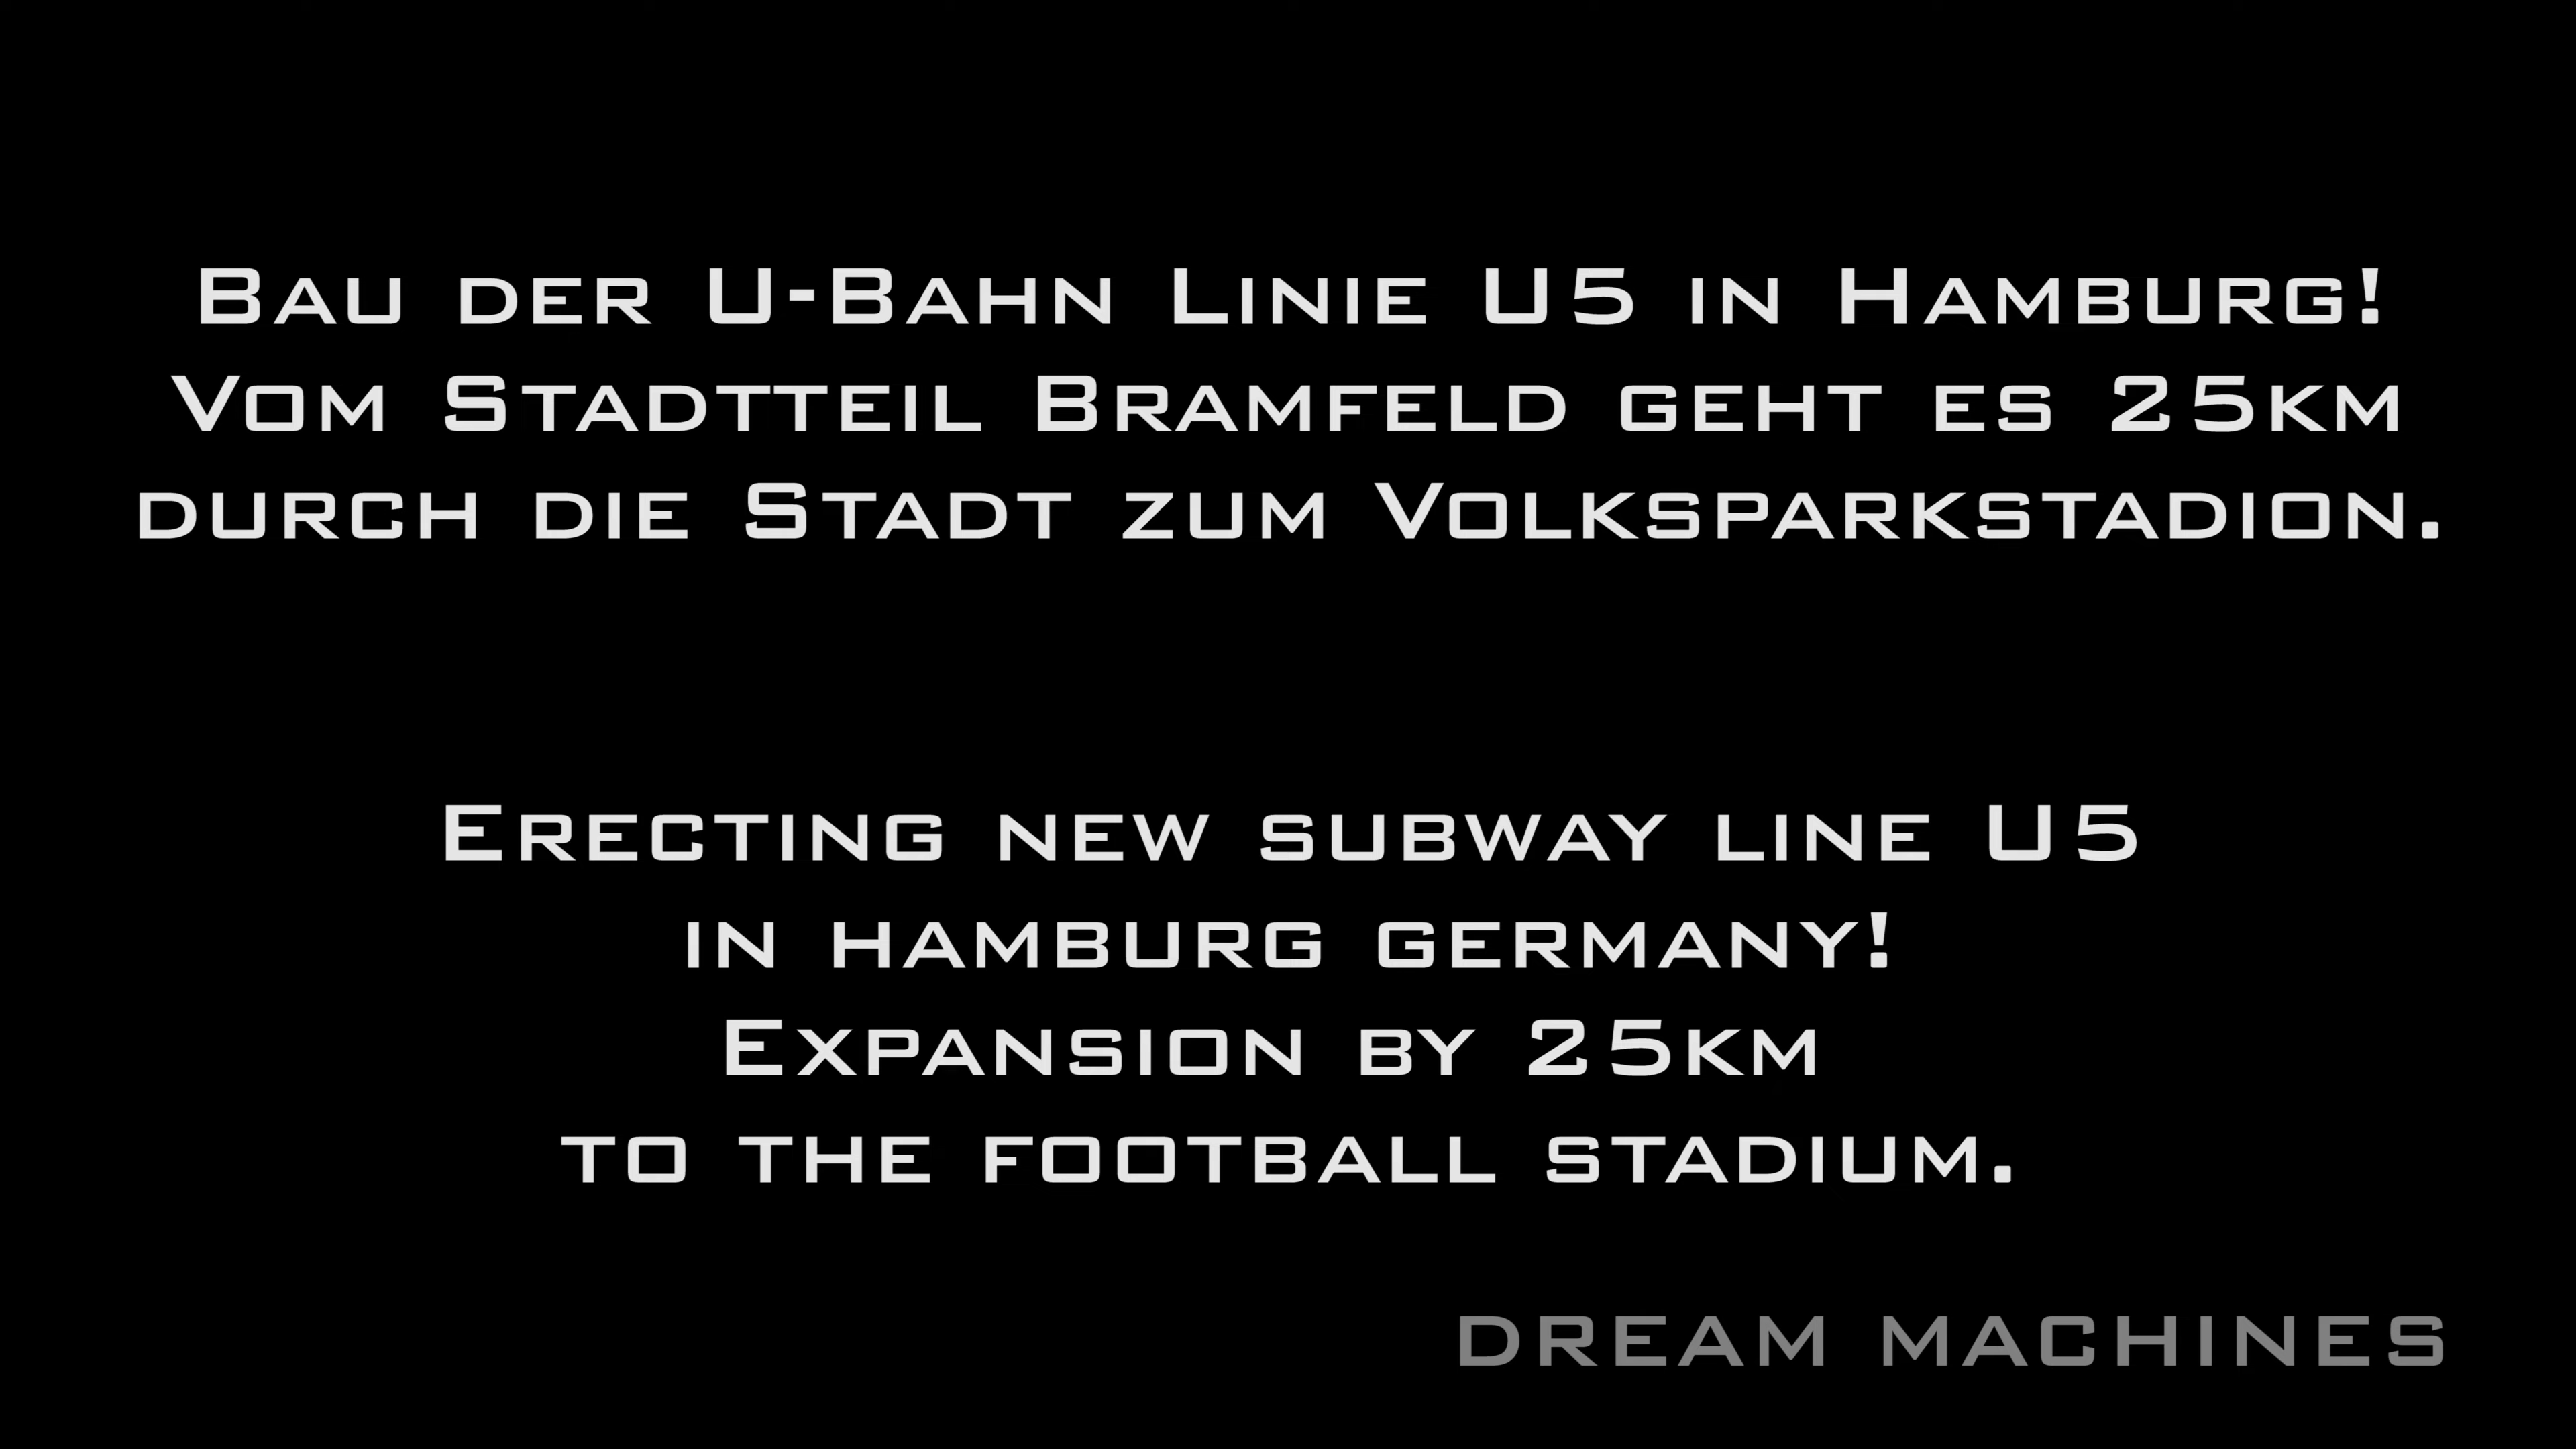 Bau der U-Bahn Linie U5 in Hamburg!
Vom Stadtteil Bramfeld geht es 25km
durch die Stadt zum Volksparkstadion.
Erecting new subway line U5
in hamburg germany!
Expansion by 25km
to the football stadium.
DREAM MACHINES